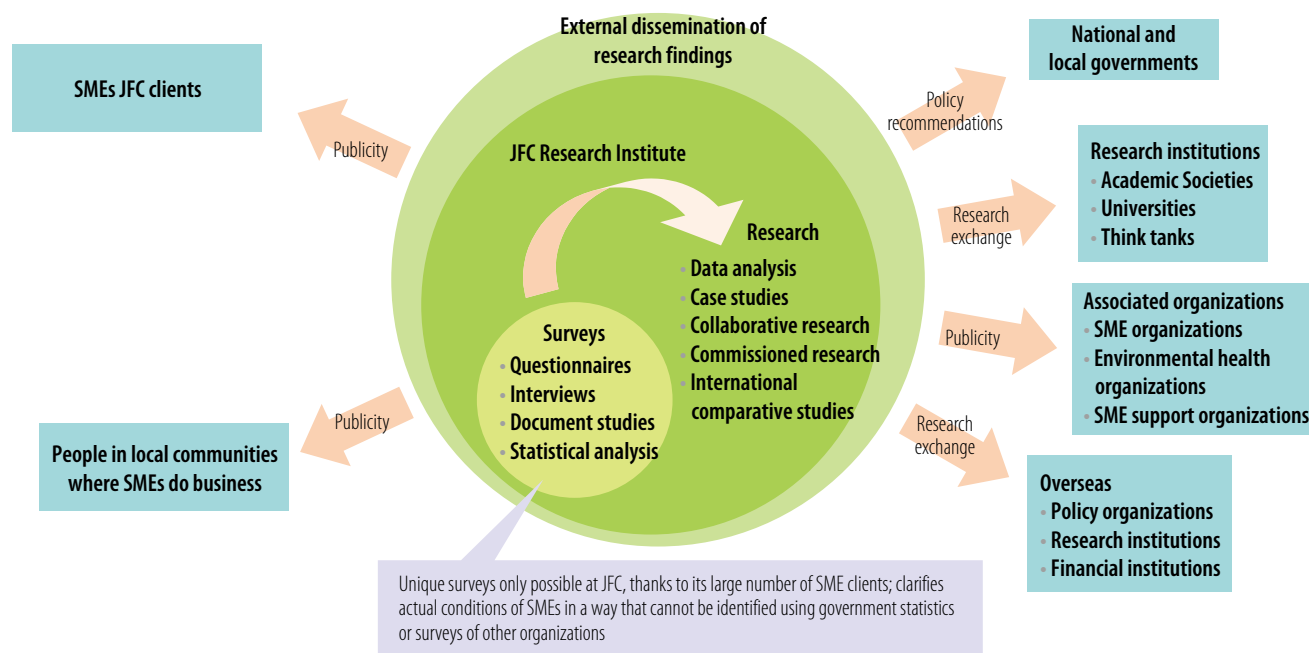 External dissemination of
research findings
SMEs JFC clients
Publicity
National and
local governments
Policy
recommendations
JFC Research Institute
Research institutions
• Academic Societies
• Universities
• Think tanks
Research
exchange
Research
• Data analysis
• Case studies
• Collaborative research
• Commissioned research
• International
comparative studies
Surveys
• Questionnaires
• Interviews
• Document studies
• Statistical analysis
Associated organizations
• SME organizations
• Environmental health
organizations
• SME support organizations
Publicity
Publicity
People in local communities
where SMEs do business
Research
exchange
Overseas
• Policy organizations
• Research institutions
• Financial institutions
Unique surveys only possible at JFC, thanks to its large number of SME clients; clarifies
actual conditions of SMEs in a way that cannot be identified using government statistics
or surveys of other organizations